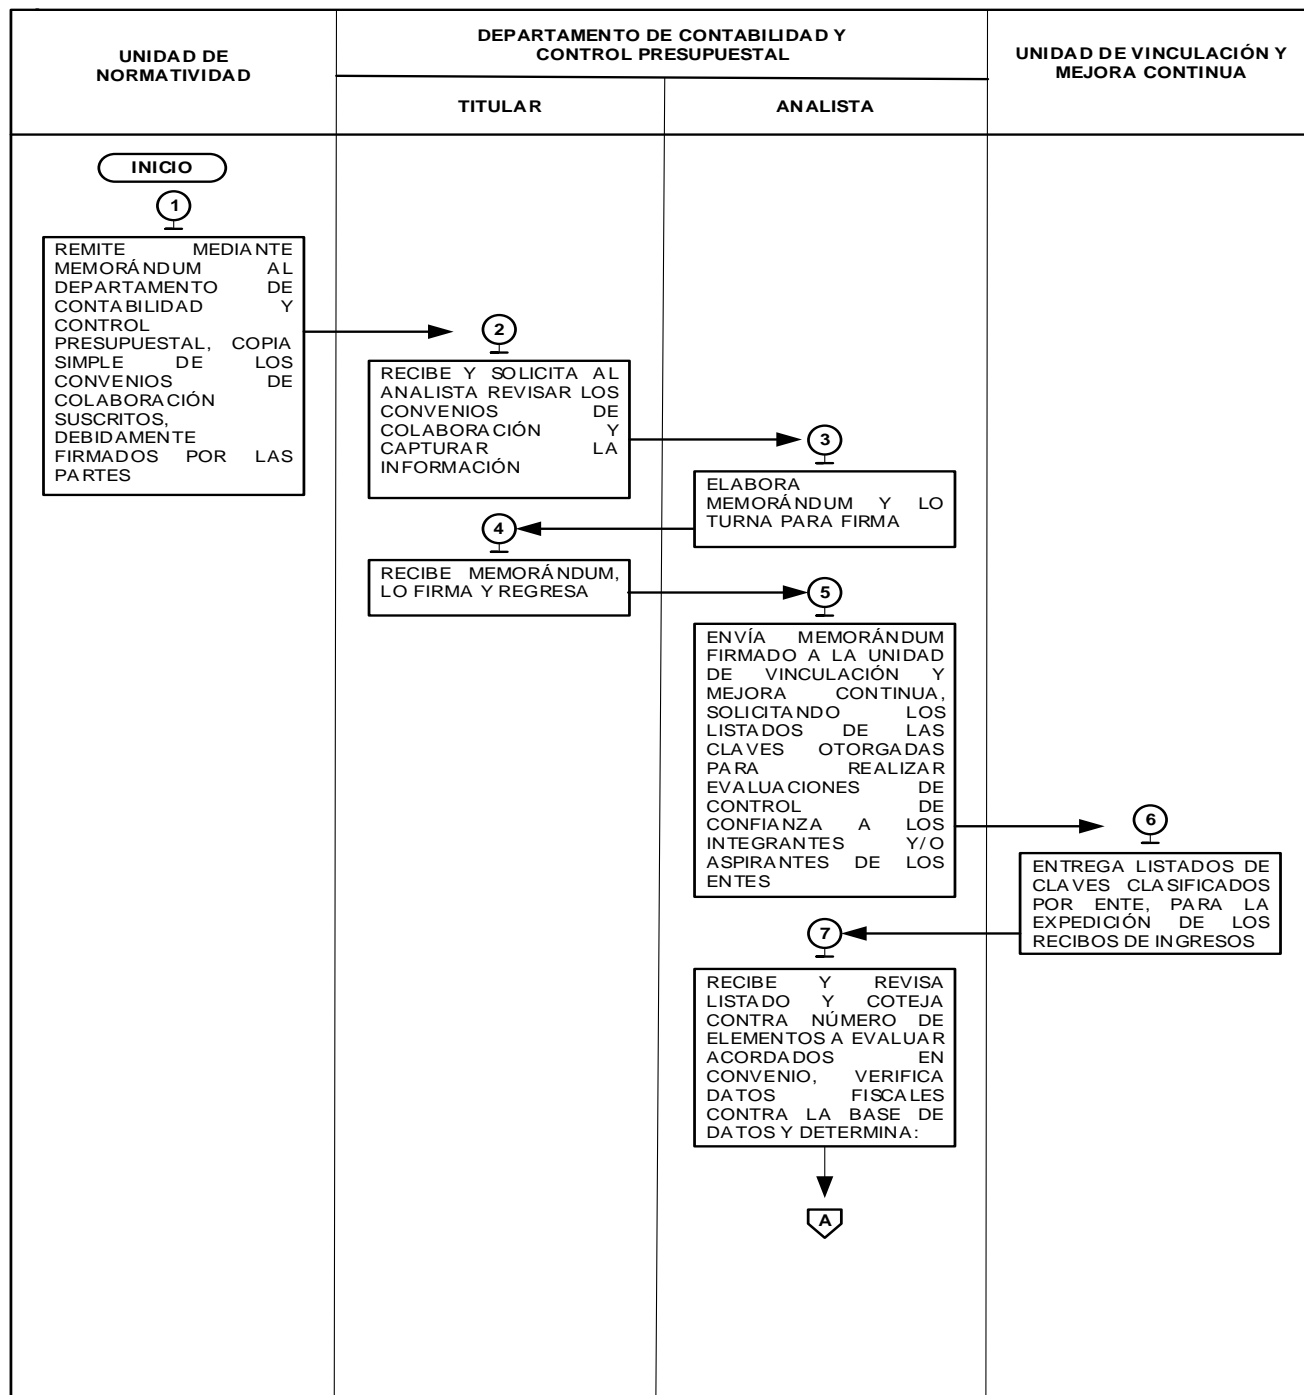 UNIDAD DE
NORMATIVIDAD
DEPARTAMENTO DE CONTABILIDAD Y
CONTROL PRESUPUESTAL
UNIDAD DE VINCULACIÓN Y
MEJORA CONTINUA
TITULAR
ANALISTA
INICIO
1
REMITE MEDIANTE
MEMORÁNDUM AL
DEPARTAMENTO DE
CONTABILIDAD Y
CONTROL
PRESUPUESTAL, COPIA
SIMPLE DE LOS
CONVENIOS DE
COLABORACIÓN
SUSCRITOS,
DEBIDAMENTE
FIRMADOS POR LAS
PARTES
2
RECIBE Y SOLICITA AL
ANALISTA REVISAR LOS
CONVENIOS DE
COLABORACIÓN Y
CAPTURAR LA
INFORMACIÓN
3
ELABORA
MEMORÁNDUM Y LO
TURNA PARA FIRMA
4
RECIBE MEMORÁNDUM,
LO FIRMA Y REGRESA
5
ENVÍA MEMORÁNDUM
FIRMADO A LA UNIDAD
DE VINCULACIÓN Y
MEJORA CONTINUA,
SOLICITANDO LOS
LISTADOS DE LAS
CLAVES OTORGADAS
PARA REALIZAR
EVALUACIONES DE
CONTROL DE
CONFIANZA A LOS
INTEGRANTES Y/O
ASPIRANTES DE LOS
ENTES
6
ENTREGA LISTADOS DE
CLAVES CLASIFICADOS
POR ENTE, PARA LA
EXPEDICIÓN DE LOS
RECIBOS DE INGRESOS
7
RECIBE Y REVISA
LISTADO Y COTEJA
CONTRA NÚMERO DE
ELEMENTOS A EVALUAR
ACORDADOS EN
CONVENIO, VERIFICA
DATOS FISCALES
CONTRA LA BASE DE
DATOS Y DETERMINA:
A